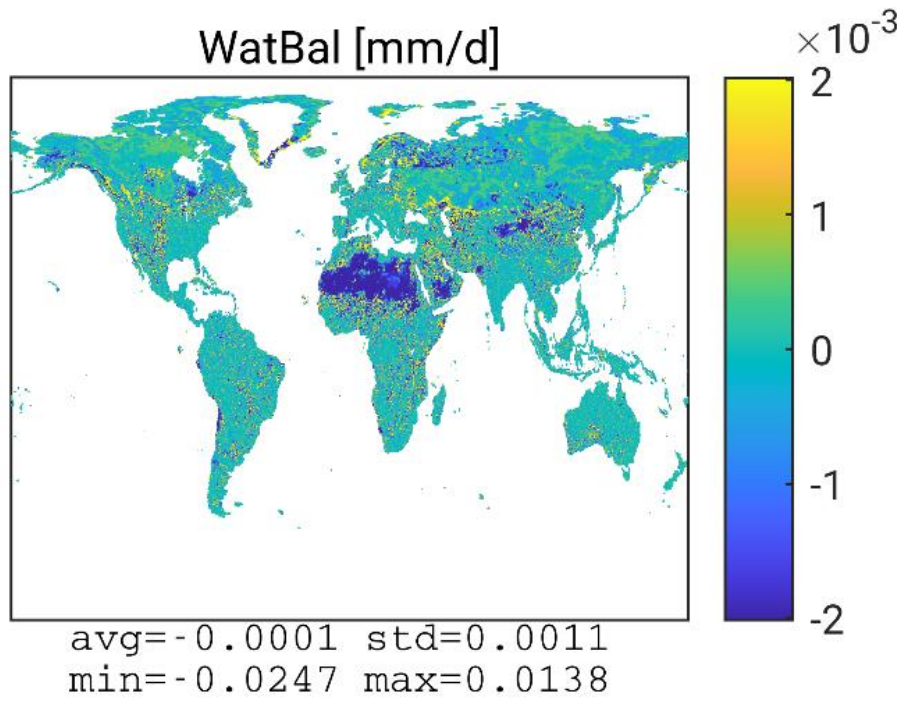 WatBal [mm/d]
×10-3
2
1
0
-1
-2
avg=-0.0001 std=0.0011
min=-0.0247 max=0.0138